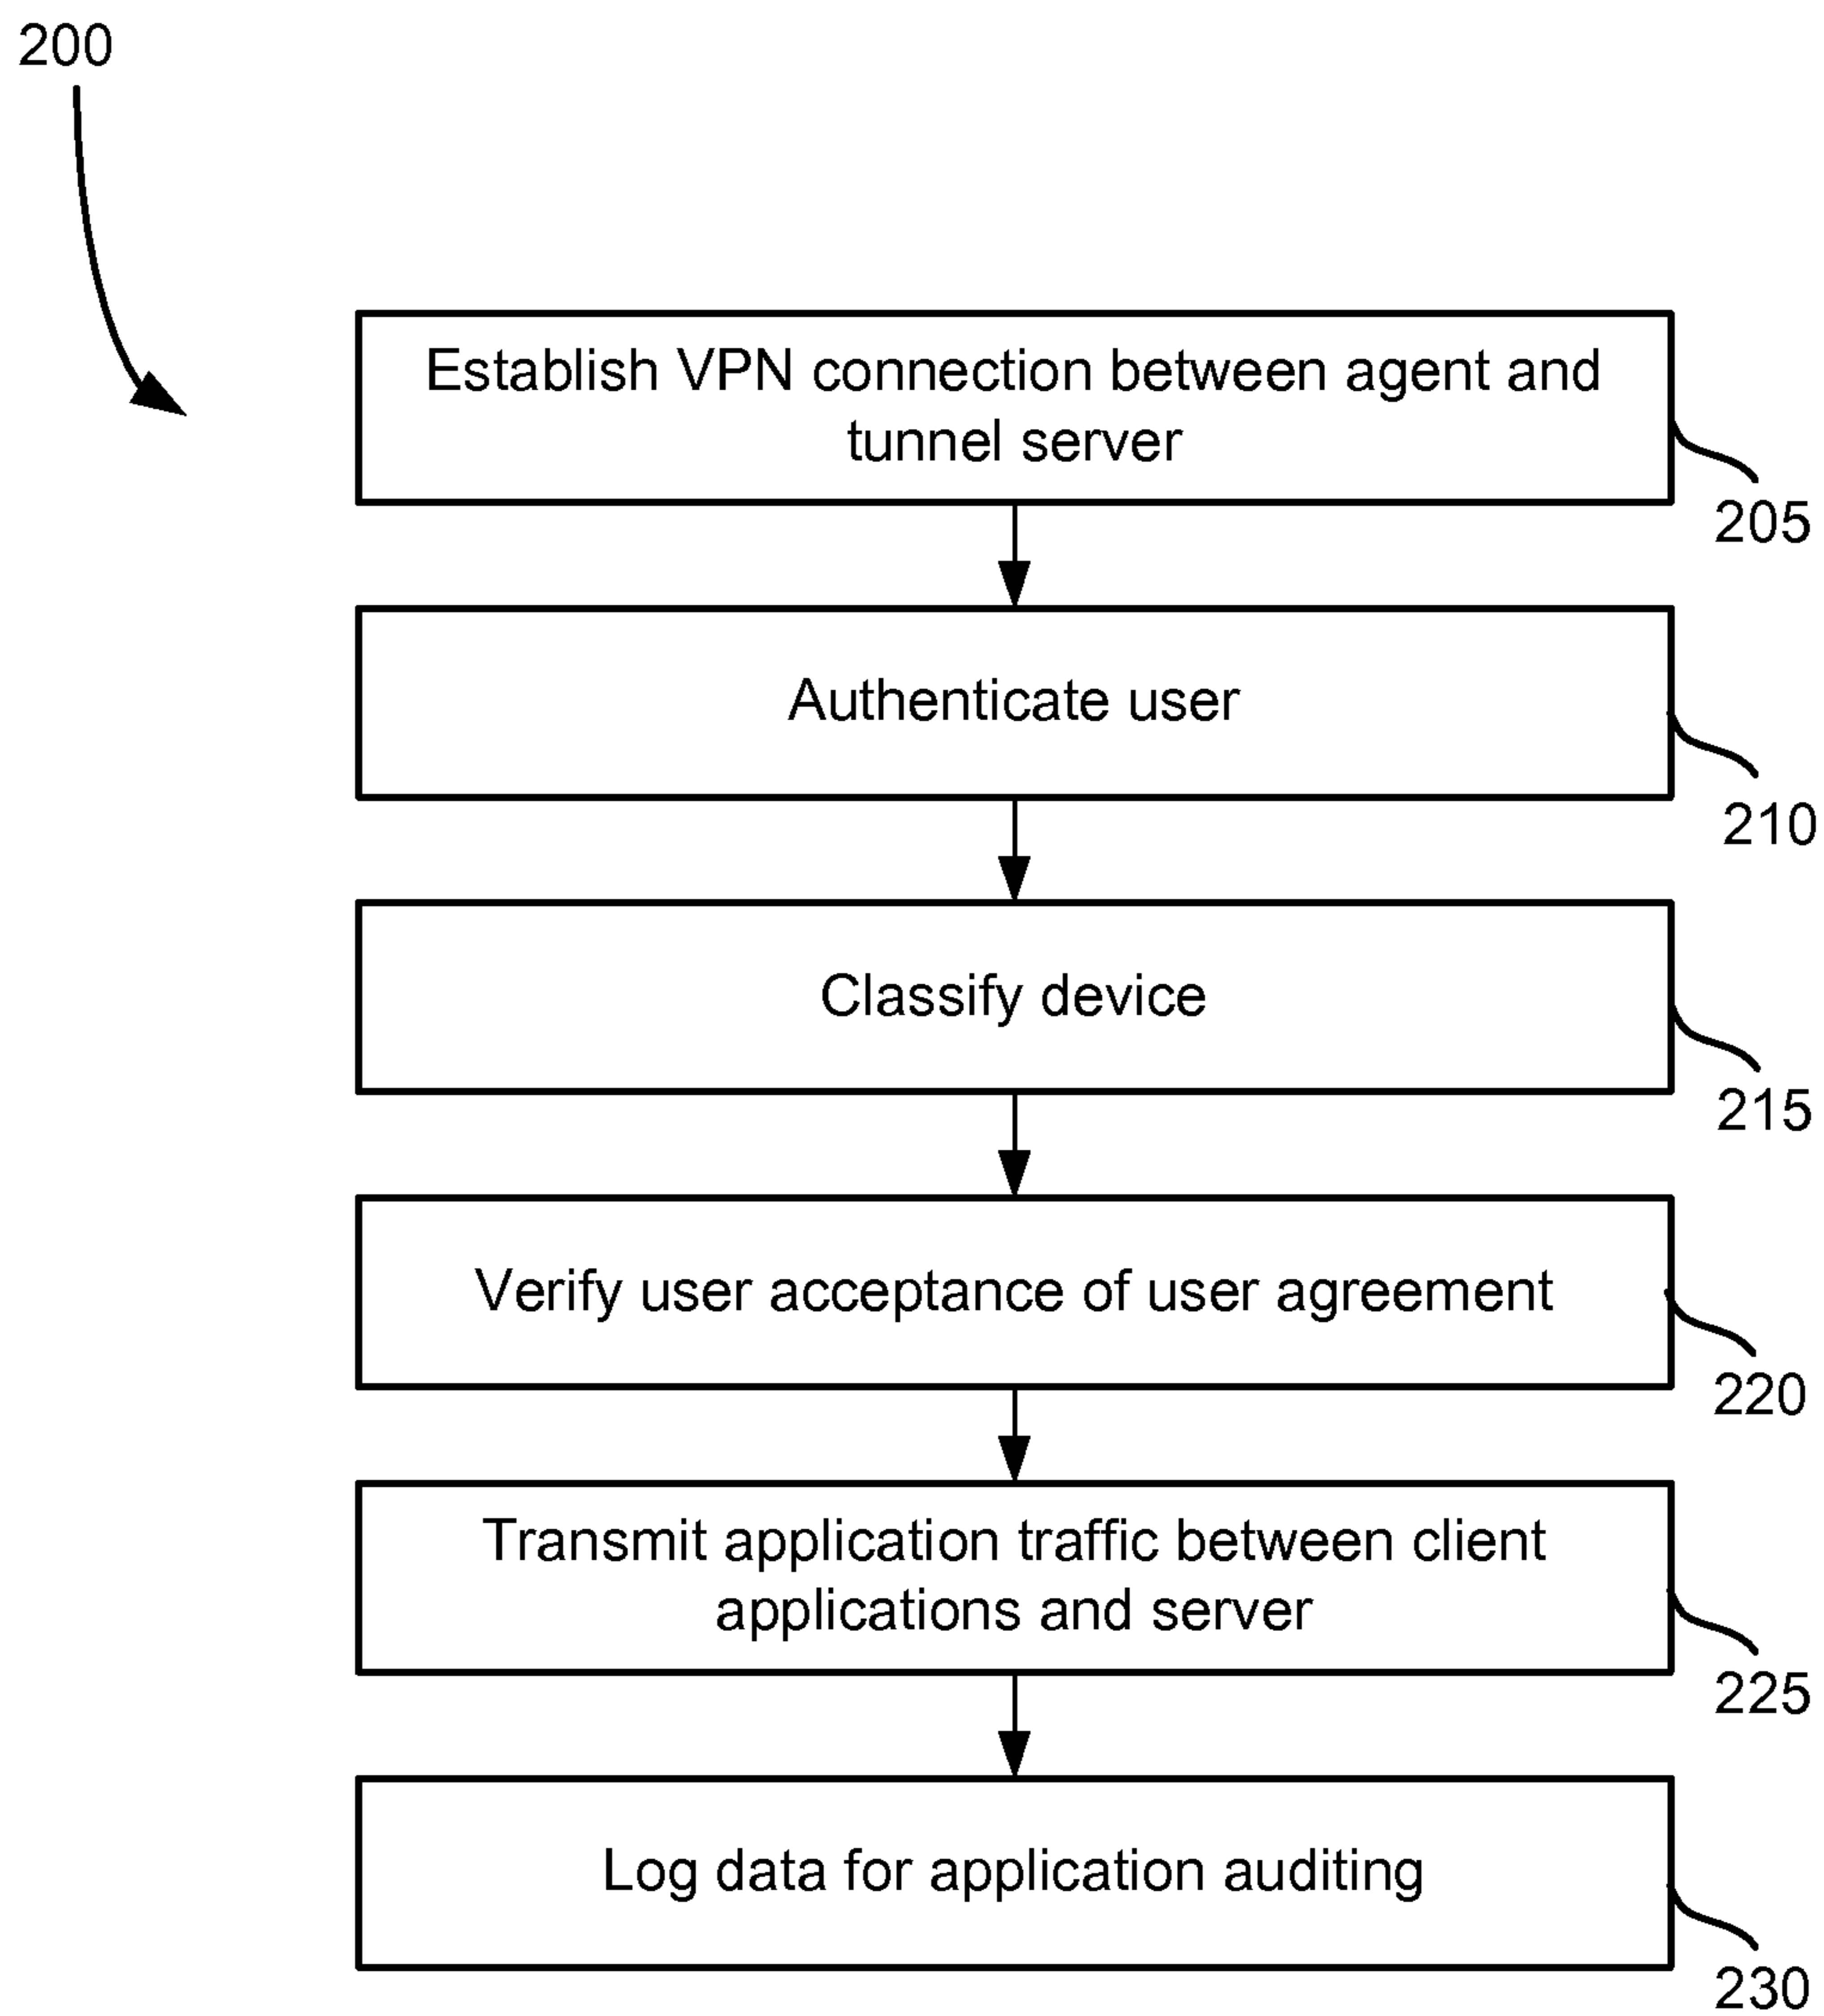 200
Establish VPN connection between agent and
tunnel server
205
Authenticate user
210
Classify device
215
Verify user acceptance of user agreement
220
Transmit application traffic between client
applications and server
225
Log data for application auditing
230